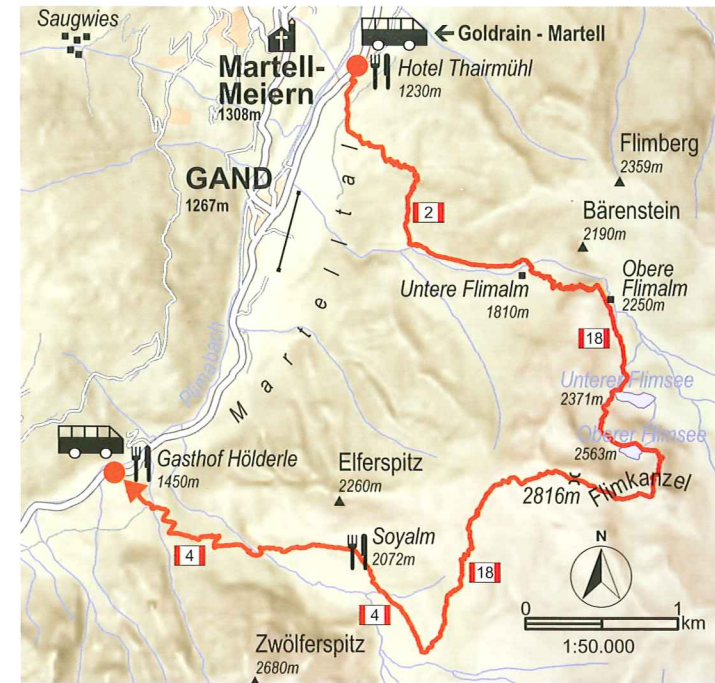 Saugwies
Goldrain - Martell
Martell-
Meiern
1308m
Hotel Thairmühl
1230m
GAND
1267m
Flimberg
2359m
2
Bärenstein
2190m
Martelltal
Untere Flimalm
1810m
Obere
Flimalm
2250m
18
Plimabach
Unterer Flimsee
2371m
Oberer Flimsee
2563m
Gasthof Hölderle
1450m
Elferspitz
2260m
2816m
Flimkanzel
Soyalm
2072m
4
18
4
N
0 1
km
1:50.000
Zwölferspitz
2680m